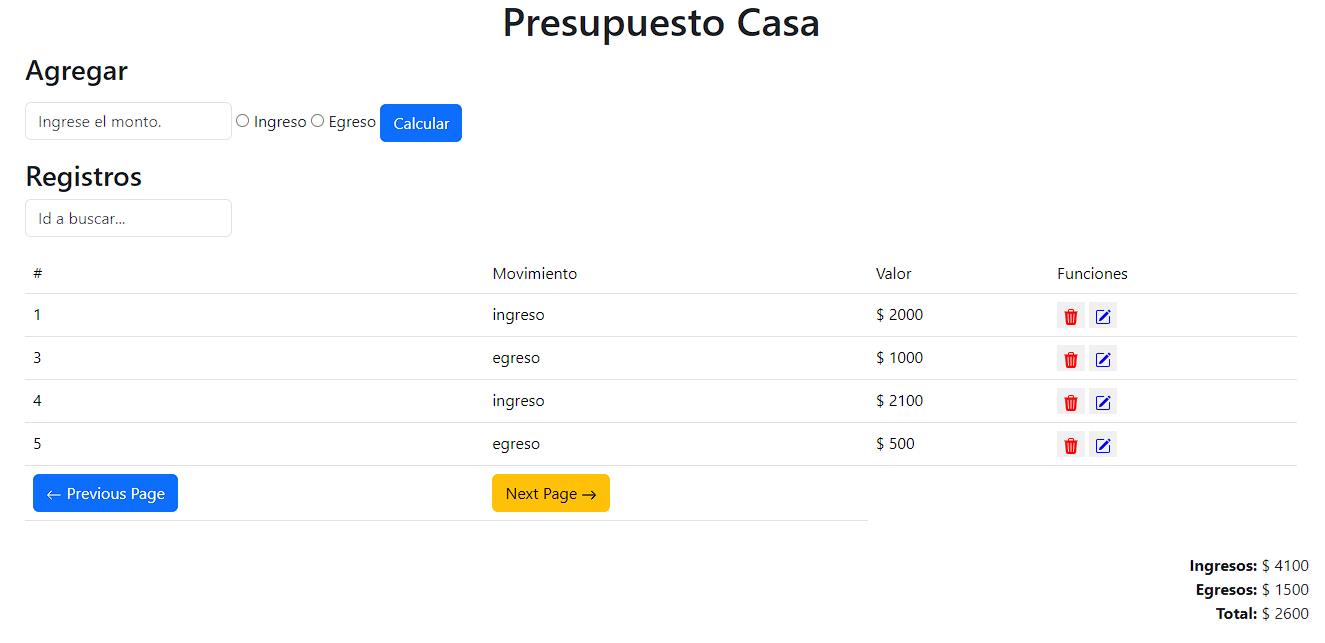 Presupuesto Casa
Agregar
Ingrese el monto. Ingreso Egreso Calcular
Registros
Id a buscar...
# Movimiento Valor Funciones
1 ingreso $ 2000
3 egreso $ 1000
4 ingreso $ 2100
5 egreso $ 500
← Previous Page Next Page →
Ingresos: $ 4100
Egresos: $ 1500
Total: $ 2600